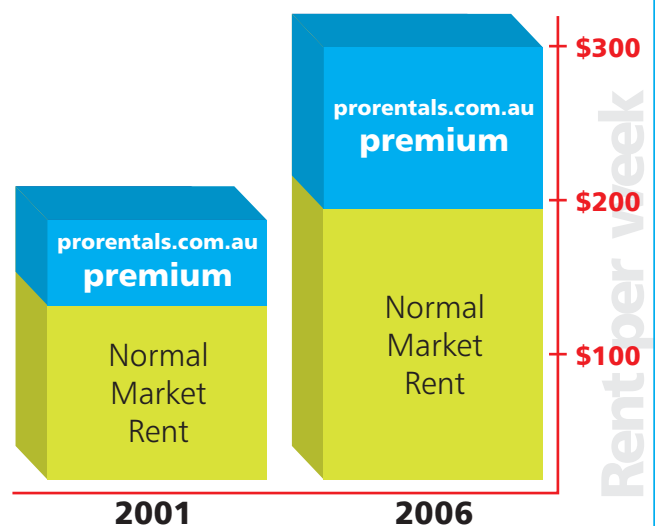 $300
prorentals.com.au
premium
$200
prorentals.com.au
premium
Normal
Market
Rent
$100
Normal
Market
Rent
Rent per week
2001
2006